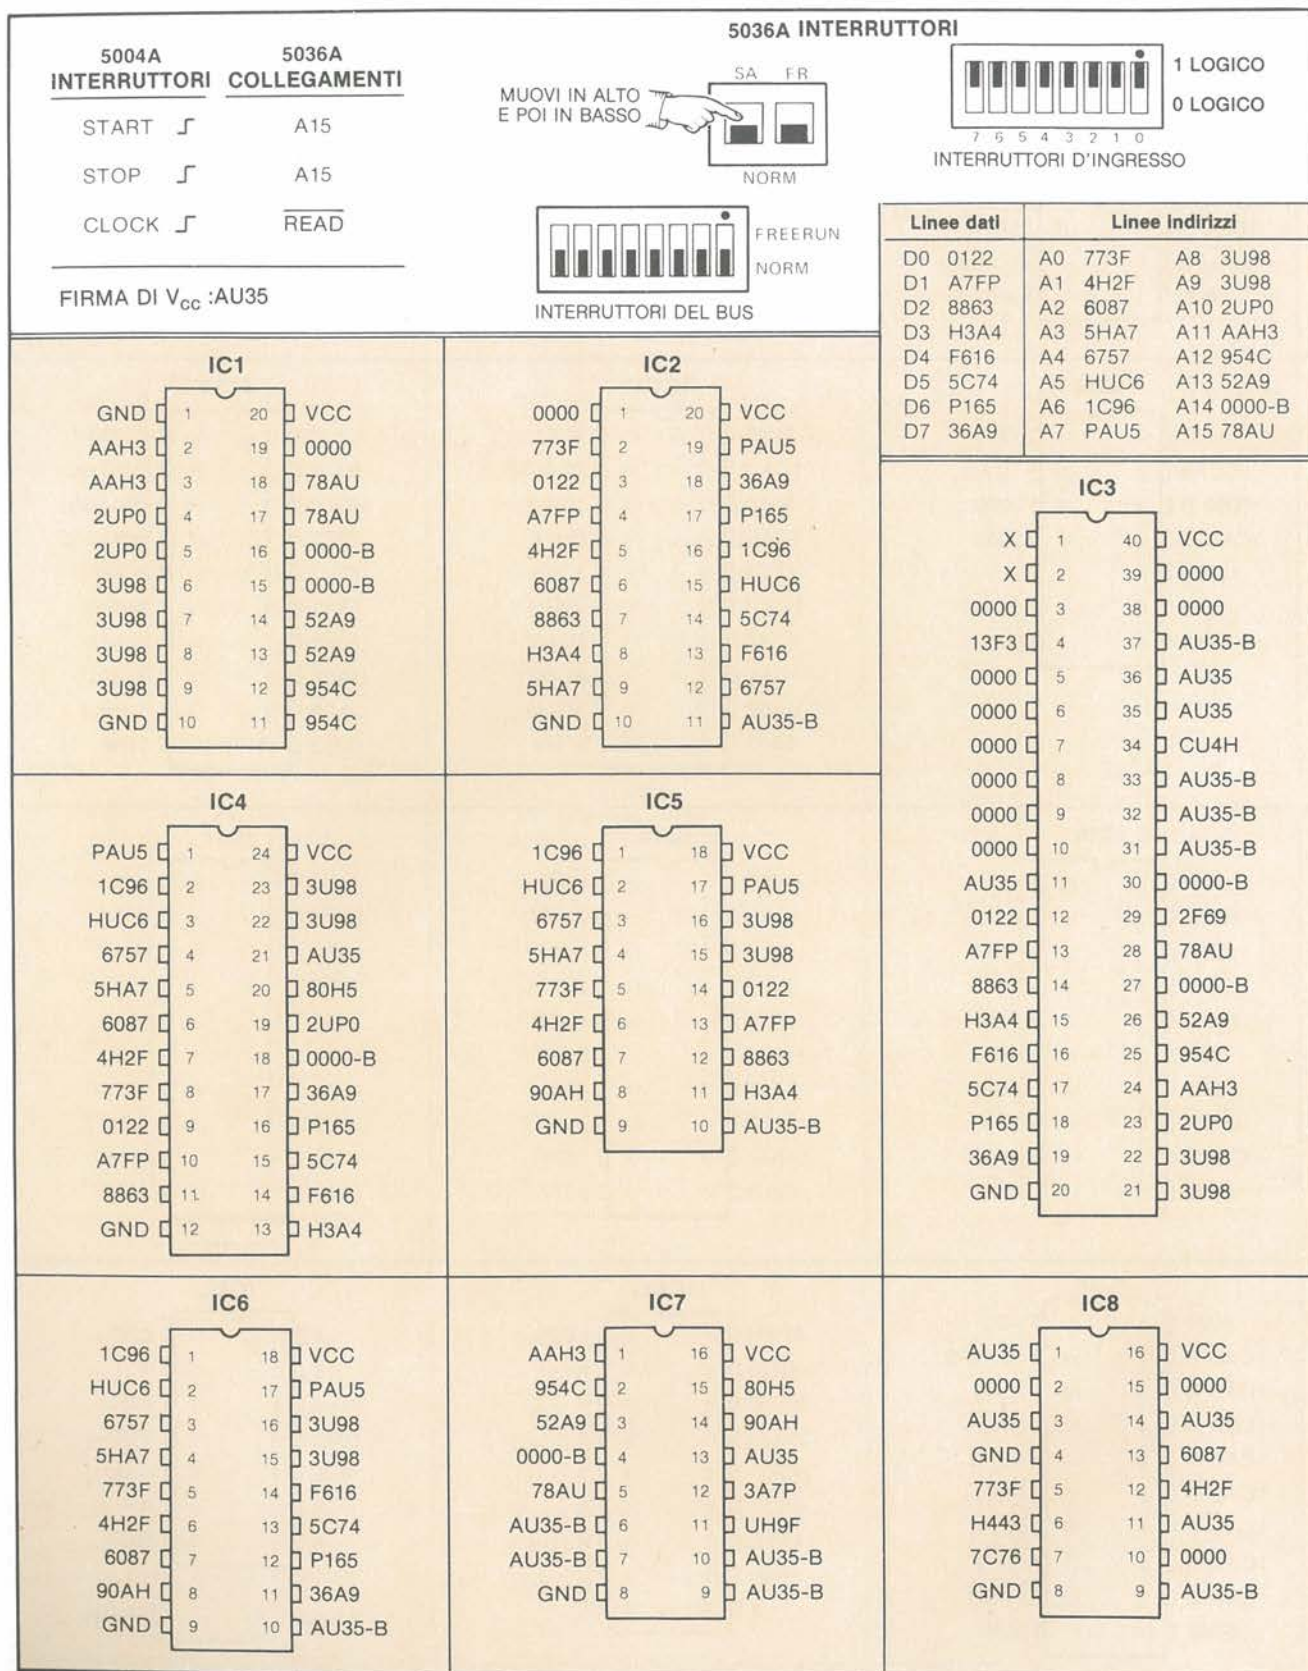 5036A INTERRUTTORI
5004A 5036A
INTERRUTTORI COLLEGAMENTI
START A15
STOP A15
CLOCK READ
FIRMA DI VCC :AU35
SA FR
MUOVI IN ALTO
E POI IN BASSO
NORM
1 LOGICO
0 LOGICO
7 6 5 4 3 2 1 0
INTERRUTTORI D'INGRESSO
FREERUN
NORM
INTERRUTTORI DEL BUS
Linee dati Linee indirizzi
D0 0122 A0 773F A8 3U98
D1 A7FP A1 4H2F A9 3U98
D2 8863 A2 6087 A10 2UP0
D3 H3A4 A3 5HA7 A11 AAH3
D4 F616 A4 6757 A12 954C
D5 5C74 A5 HUC6 A13 52A9
D6 P165 A6 1C96 A14 0000-B
D7 36A9 A7 PAU5 A15 78AU
IC1
GND 1 20 VCC
AAH3 2 19 0000
AAH3 3 18 78AU
2UP0 4 17 78AU
2UP0 5 16 0000-B
3U98 6 15 0000-B
3U98 7 14 52A9
3U98 8 13 52A9
3U98 9 12 954C
GND 10 11 954C
IC2
0000 1 20 VCC
773F 2 19 PAU5
0122 3 18 36A9
A7FP 4 17 P165
4H2F 5 16 1C96
6087 6 15 HUC6
8863 7 14 5C74
H3A4 8 13 F616
5HA7 9 12 6757
GND 10 11 AU35-B
IC3
X 1 40 VCC
X 2 39 0000
0000 3 38 0000
13F3 4 37 AU35-B
0000 5 36 AU35
0000 6 35 AU35
0000 7 34 CU4H
0000 8 33 AU35-B
0000 9 32 AU35-B
0000 10 31 AU35-B
AU35 11 30 0000-B
0122 12 29 2F69
A7FP 13 28 78AU
8863 14 27 0000-B
H3A4 15 26 52A9
F616 16 25 954C
5C74 17 24 AAH3
P165 18 23 2UP0
36A9 19 22 3U98
GND 20 21 3U98
IC4
PAU5 1 24 VCC
1C96 2 23 3U98
HUC6 3 22 3U98
6757 4 21 AU35
5HA7 5 20 80H5
6087 6 19 2UP0
4H2F 7 18 0000-B
773F 8 17 36A9
0122 9 16 P165
A7FP 10 15 5C74
8863 11 14 F616
GND 12 13 H3A4
IC5
1C96 1 18 VCC
HUC6 2 17 PAU5
6757 3 16 3U98
5HA7 4 15 3U98
773F 5 14 0122
4H2F 6 13 A7FP
6087 7 12 8863
90AH 8 11 H3A4
GND 9 10 AU35-B
IC6
1C96 1 18 VCC
HUC6 2 17 PAU5
6757 3 16 3U98
5HA7 4 15 3U98
773F 5 14 F616
4H2F 6 13 5C74
6087 7 12 P165
90AH 8 11 36A9
GND 9 10 AU35-B
IC7
AAH3 1 16 VCC
954C 2 15 80H5
52A9 3 14 90AH
0000-B 4 13 AU35
78AU 5 12 3A7P
AU35-B 6 11 UH9F
AU35-B 7 10 AU35-B
GND 8 9 AU35-B
IC8
AU35 1 16 VCC
0000 2 15 0000
AU35 3 14 AU35
GND 4 13 6087
773F 5 12 4H2F
H443 6 11 AU35
7C76 7 10 0000
GND 8 9 AU35-B